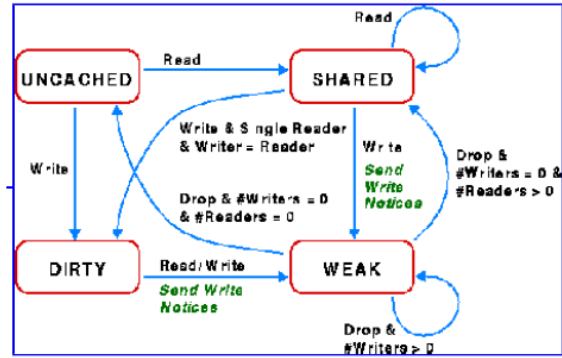 Read
UNCACHED
Read
SHARED
Write & Single Reader
& Writer = Reader
Write
Write
Send
Write
Notices
Drop &
#Writers = 0 &
#Readers > 0
Drop & #Writers = 0
& #Readers = 0
DIRTY
Read/Write
Send Write
Notices
WEAK
Drop &
#Writers > 0